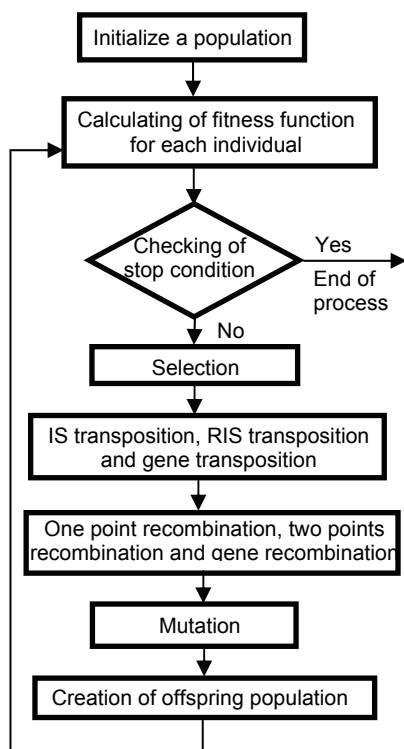 Initialize a population
Calculating of fitness function
for each individual
Checking of
stop condition
Yes
End of
process
No
Selection
IS transposition, RIS transposition
and gene transposition
One point recombination, two points
recombination and gene recombination
Mutation
Creation of offspring population